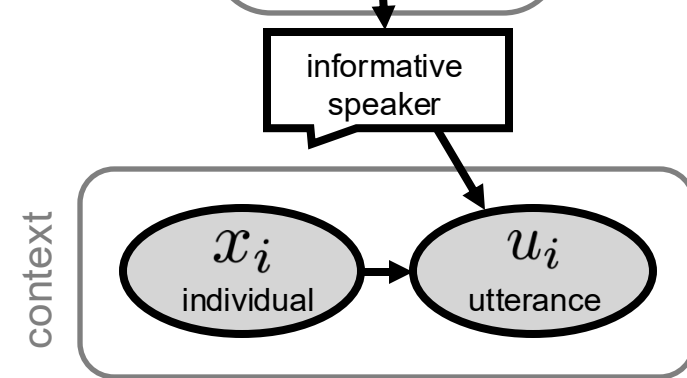 informative
speaker
context
x_i
individual
u_i
utterance